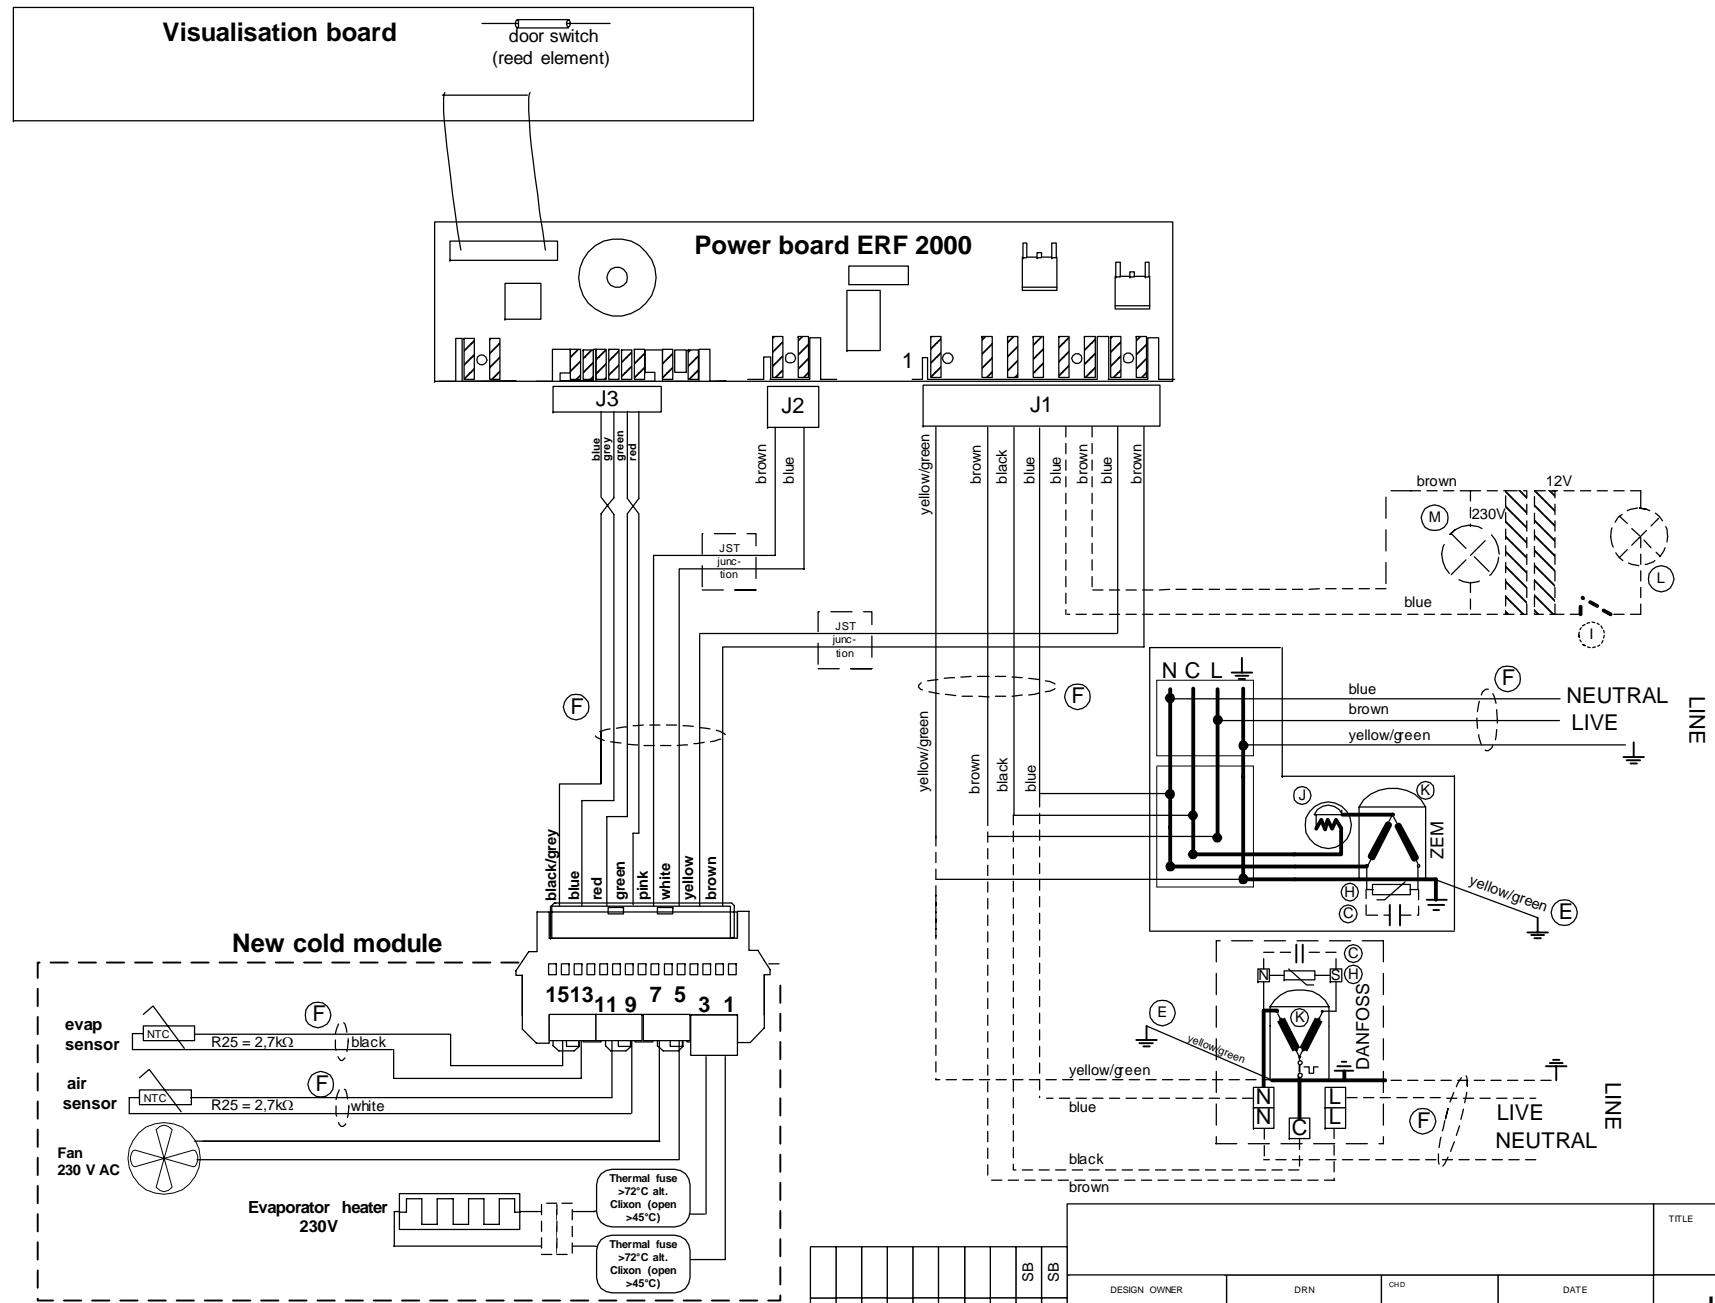 Visualisation board
door switch
(reed element)
Power board ERF 2000
1
J3
J2
J1
blue
grey
green
red
brown
blue
yellow/green
brown
black
blue
blue
brown
blue
brown
brown
12V
M
230V
L
blue
I
JST
junc-
tion
JST
junc-
tion
F
F
N C L
blue
brown
yellow/green
F
NEUTRAL
LIVE
LINE
yellow/green
brown
black
blue
J
K
ZEM
H
C
yellow/green
E
black/grey
blue
red
green
pink
white
yellow
brown
New cold module
15 13 11 9 7 5 3 1
evap
sensor
NTC
R25 = 2,7kΩ
F
black
air
sensor
NTC
R25 = 2,7kΩ
F
white
Fan
230 V AC
Evaporator heater
230V
Thermal fuse
>72°C alt.
Clixon (open
>45°C)
Thermal fuse
>72°C alt.
Clixon (open
>45°C)
C
N
S
H
K
DANFOSS
E
yellow/green
yellow/green
blue
N
N
C
L
L
black
brown
F
LIVE
NEUTRAL
LINE
SB
SB
TITLE
DESIGN OWNER
DRN
CHD
DATE